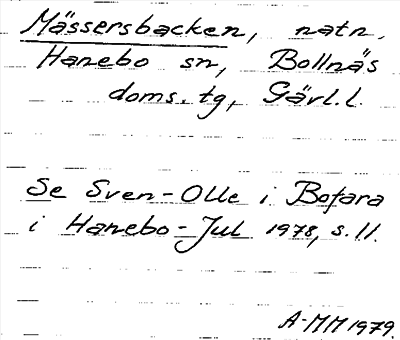 Mässersbacken, natn.
Hanebo sn, Bollnäs
doms. tg, Gävl. l.
Se Sven-Olle i Bofara
i Hanebo-Jul 1978, s. 11.
A-MM 1979.